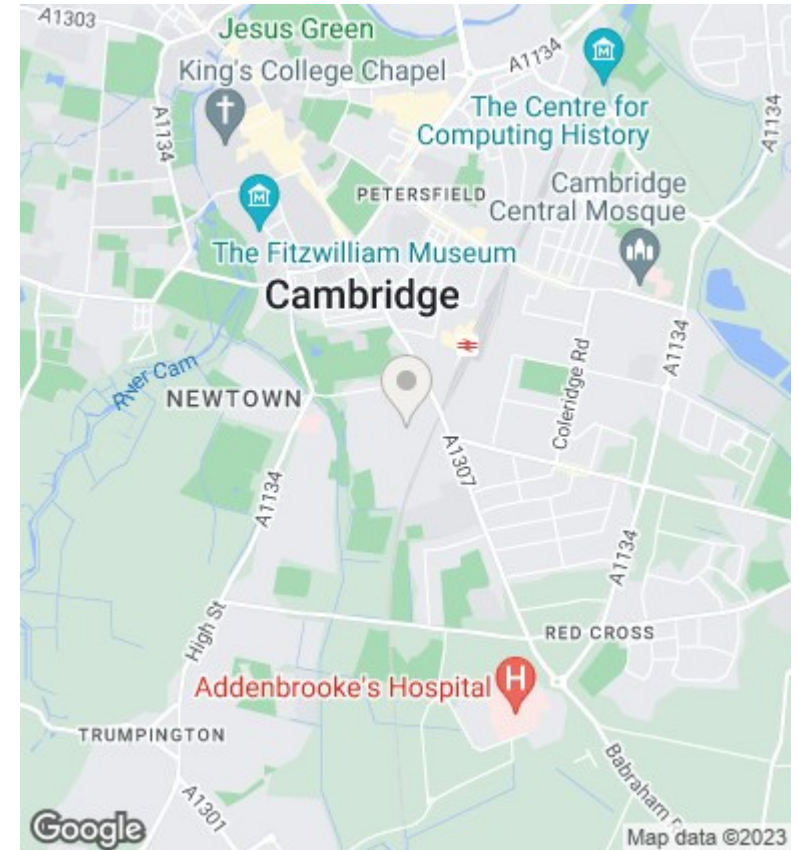 A1303
Jesus Green
A1134
King's College Chapel
The Centre for
Computing History
A1134
A1134
PETERSFIELD
Cambridge
Central Mosque
The Fitzwilliam Museum
Cambridge
River Cam
NEWTOWN
Coleridge Rd
A1134
A1307
A1134
A1134
High St
RED CROSS
Addenbrooke's Hospital
H
TRUMPINGTON
Babraham R
A1301
Google
Map data ©2023